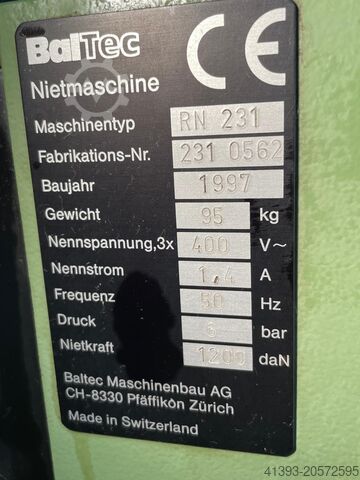 BalTec CE
Nietmaschine
Maschinentyp RN 231
Fabrikations-Nr. 231 0562
Baujahr 1997
Gewicht 95 kg
Nennspannung,3x 400 V~
Nennstrom 1,4 A
Frequenz 50 Hz
Druck 6 bar
Nietkraft 1200 daN
Baltec Maschinenbau AG
CH-8330 Pfäffikon Zürich
Made in Switzerland
41393-20572595